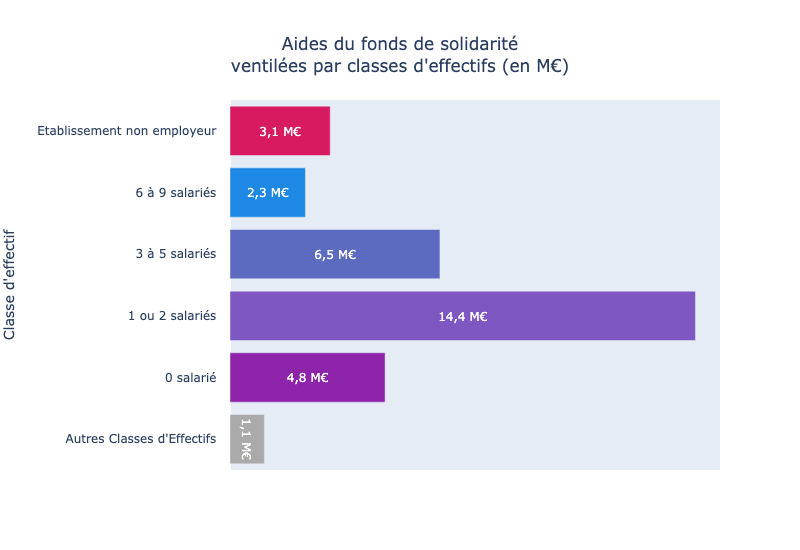 Aides du fonds de solidarité
ventilées par classes d'effectifs (en M€)
Classe d'effectif
Etablissement non employeur
3,1 M€
6 à 9 salariés
2,3 M€
3 à 5 salariés
6,5 M€
1 ou 2 salariés
14,4 M€
0 salarié
4,8 M€
Autres Classes d'Effectifs
1,1 M€